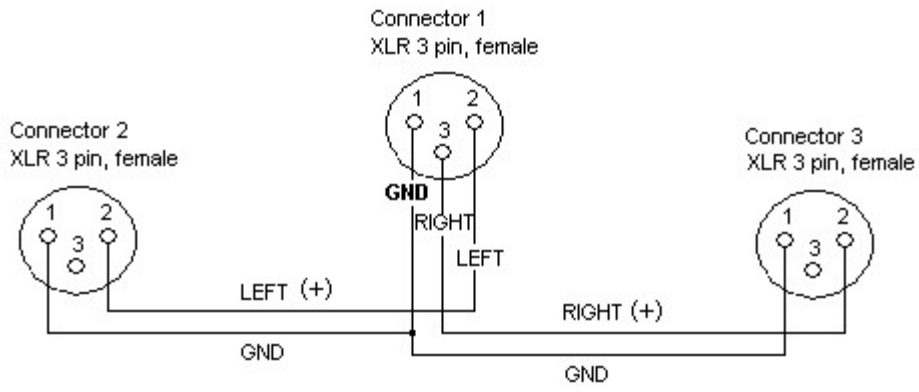 Connector 1
XLR 3 pin, female
1 2
3
GND
RIGHT
LEFT
Connector 2
XLR 3 pin, female
1 2
3
LEFT (+)
GND
Connector 3
XLR 3 pin, female
1 2
3
RIGHT (+)
GND